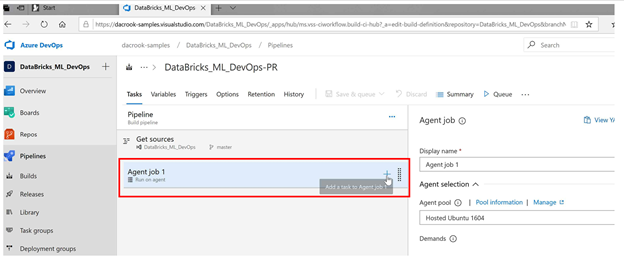 DataBricks_ML_DevOps
https://dacrook-samples.visualstudio.com/DataBricks_ML_DevOps/_apps/hub/ms.vss-ciworkflow.build-ci-hub?_a=edit-build-definition&repository=DataBricks_ML_DevOps&branch
Azure DevOps
dacrook-samples / DataBricks_ML_DevOps / Pipelines
Search
D DataBricks_ML_DevOps
DataBricks_ML_DevOps-PR
Overview
Boards
Repos
Pipelines
Builds
Releases
Library
Task groups
Deployment groups
Tasks Variables Triggers Options Retention History
Save & queue Discard Summary Queue
Pipeline
Build pipeline
Get sources
DataBricks_ML_DevOps master
Agent job 1
Run on agent
Add a task to Agent job 1
Agent job
View YA
Display name *
Agent job 1
Agent selection
Agent pool | Pool information | Manage
Hosted Ubuntu 1604
Demands